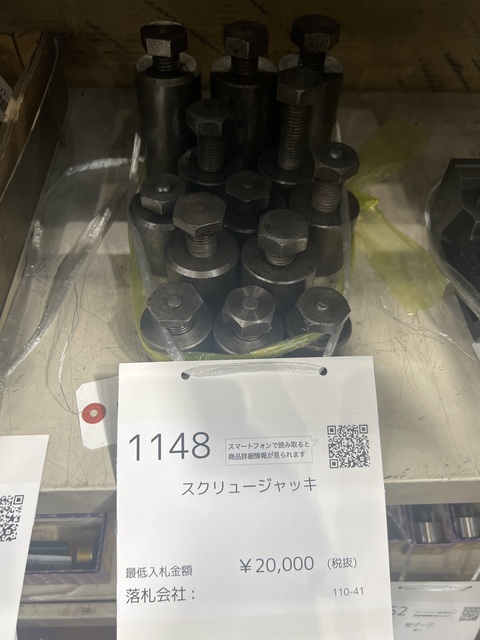 1148
スマートフォンで読み取ると
商品詳細情報が見られます
スクリュージャッキ
最低入札金額 ￥20,000 (税抜)
落札会社：
110-41
52